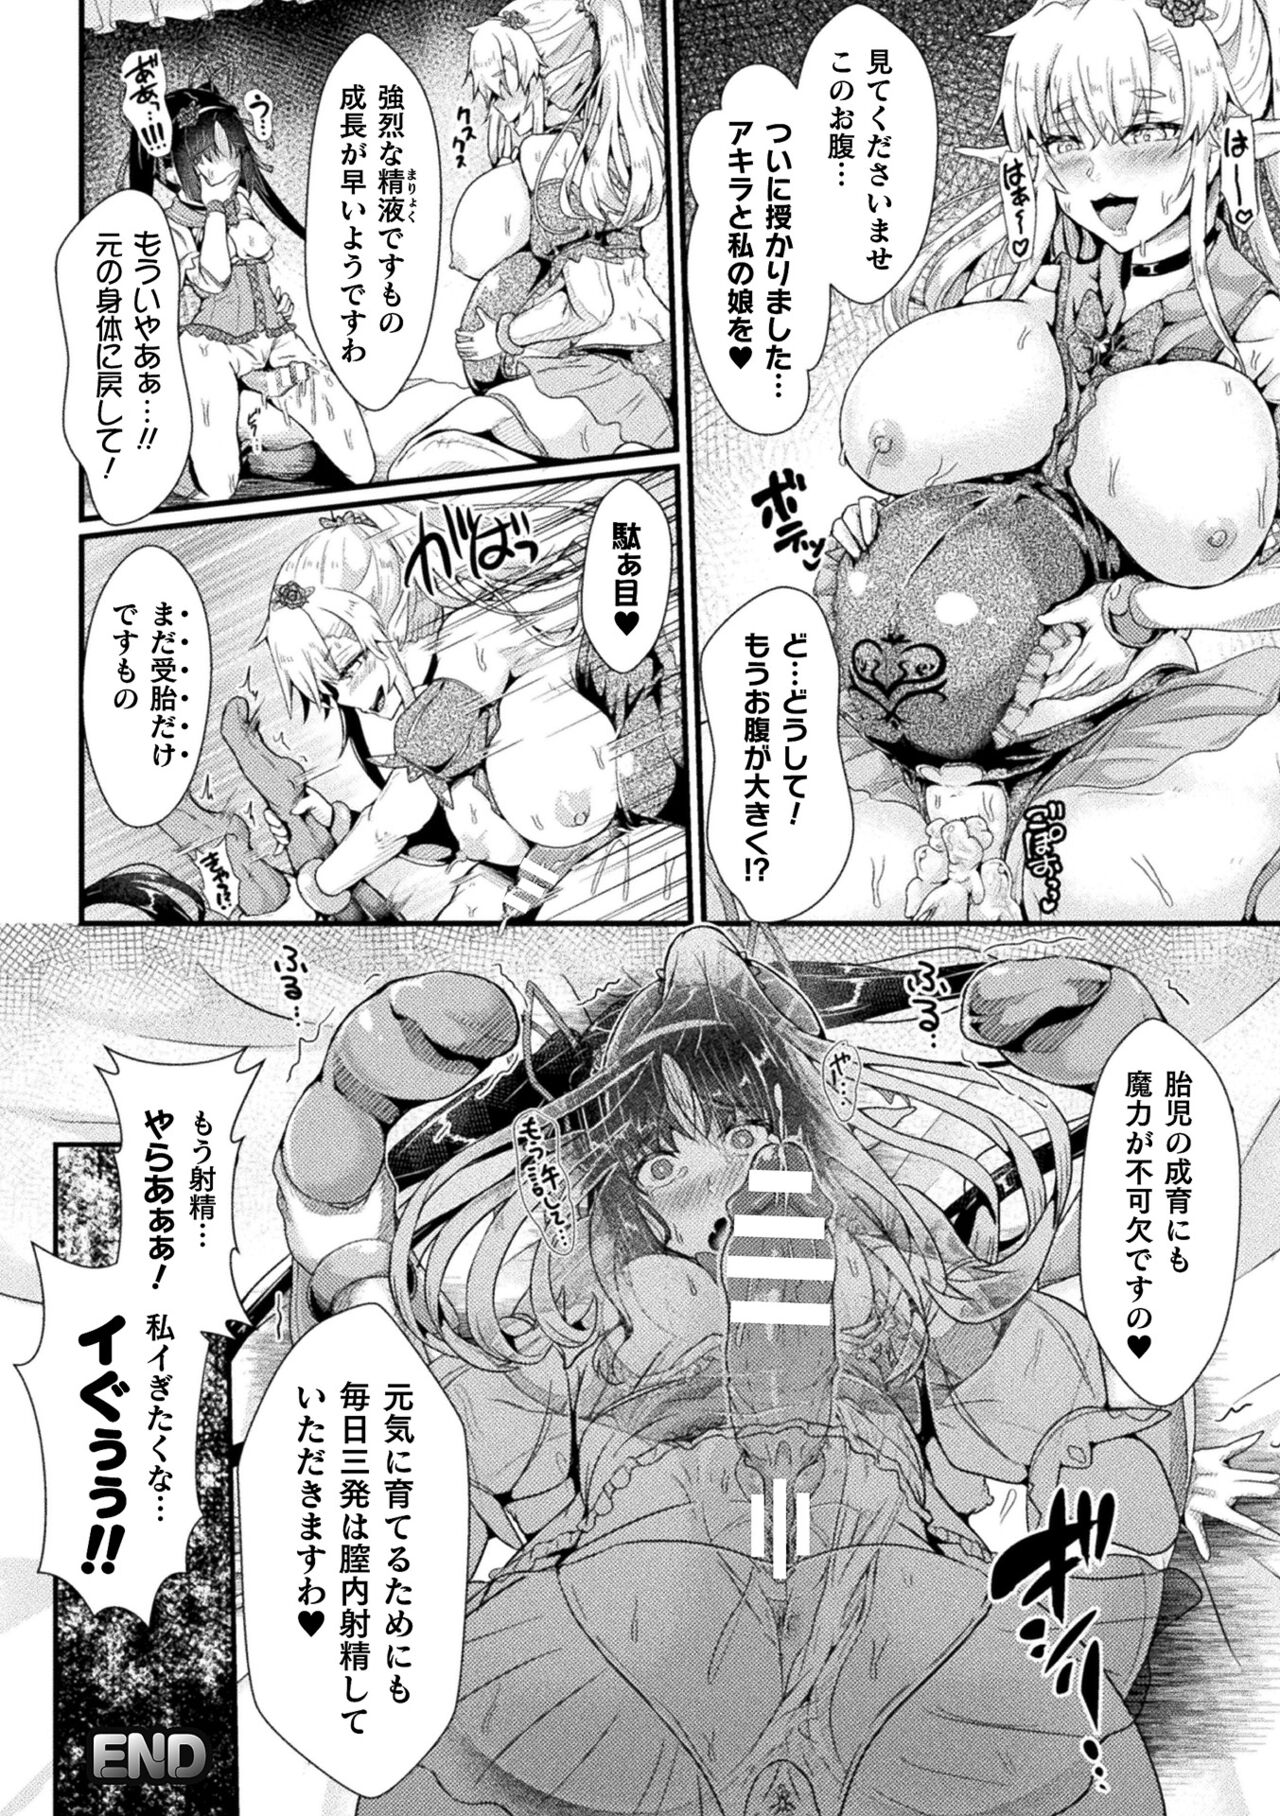 見てくださいませ
このお腹…
ついに授かりました…
アキラと私の娘を♥
はー〜♡
はぁ〜♡
ボテッ
ど…どうして！
もうお腹が大きく!?
ごぽぉ…♡
クスクス
強烈な精液ですもの
まりょく
成長が早いようですわ
う…
あぁっ…!!!
もういやあぁ…!!
元の身体に戻して！
駄ぁ目♥
がばっ
まだ受胎だけ
ですもの
きゃっ!?
胎児の成育にも
魔力が不可欠ですの♥
ふる…
ふる…
や…
もう許して…
元気に育てるためにも
毎日三発は膣内射精して
いただきますわ♥
もう射精…
やらあぁぁ！
私イぎたくな…
イぐぅぅ!!
END